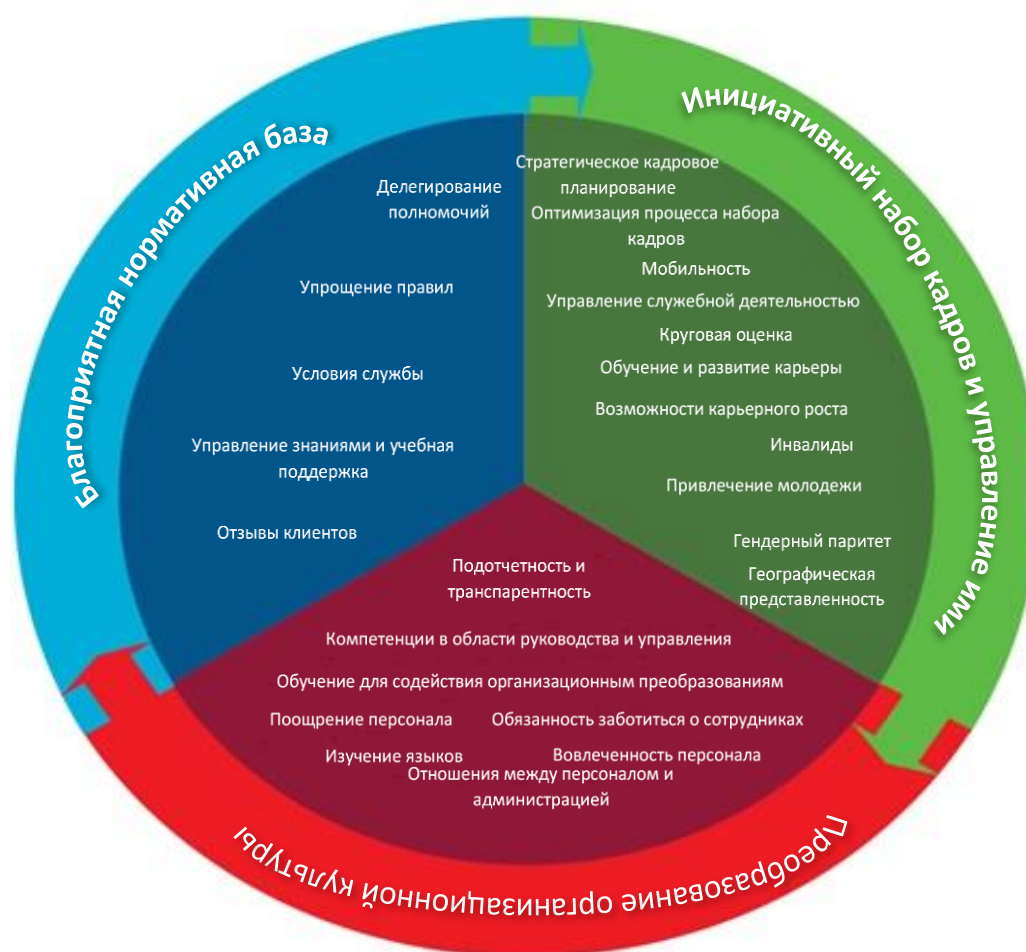 Благоприятная нормативная база
Делегирование
полномочий
Упрощение правил
Условия службы
Управление знаниями и учебная
поддержка
Отзывы клиентов
Инициативный набор кадров и управление ими
Стратегическое кадровое
планирование
Оптимизация процесса набора
кадров
Мобильность
Управление служебной деятельностью
Круговая оценка
Обучение и развитие карьеры
Возможности карьерного роста
Инвалиды
Привлечение молодежи
Гендерный паритет
Географическая
представленность
Подотчетность и
транспарентность
Компетенции в области руководства и управления
Обучение для содействия организационным преобразованиям
Поощрение персонала
Обязанность заботиться о сотрудниках
Изучение языков
Вовлеченность персонала
Отношения между персоналом и
администрацией
Преобразование организационной культуры